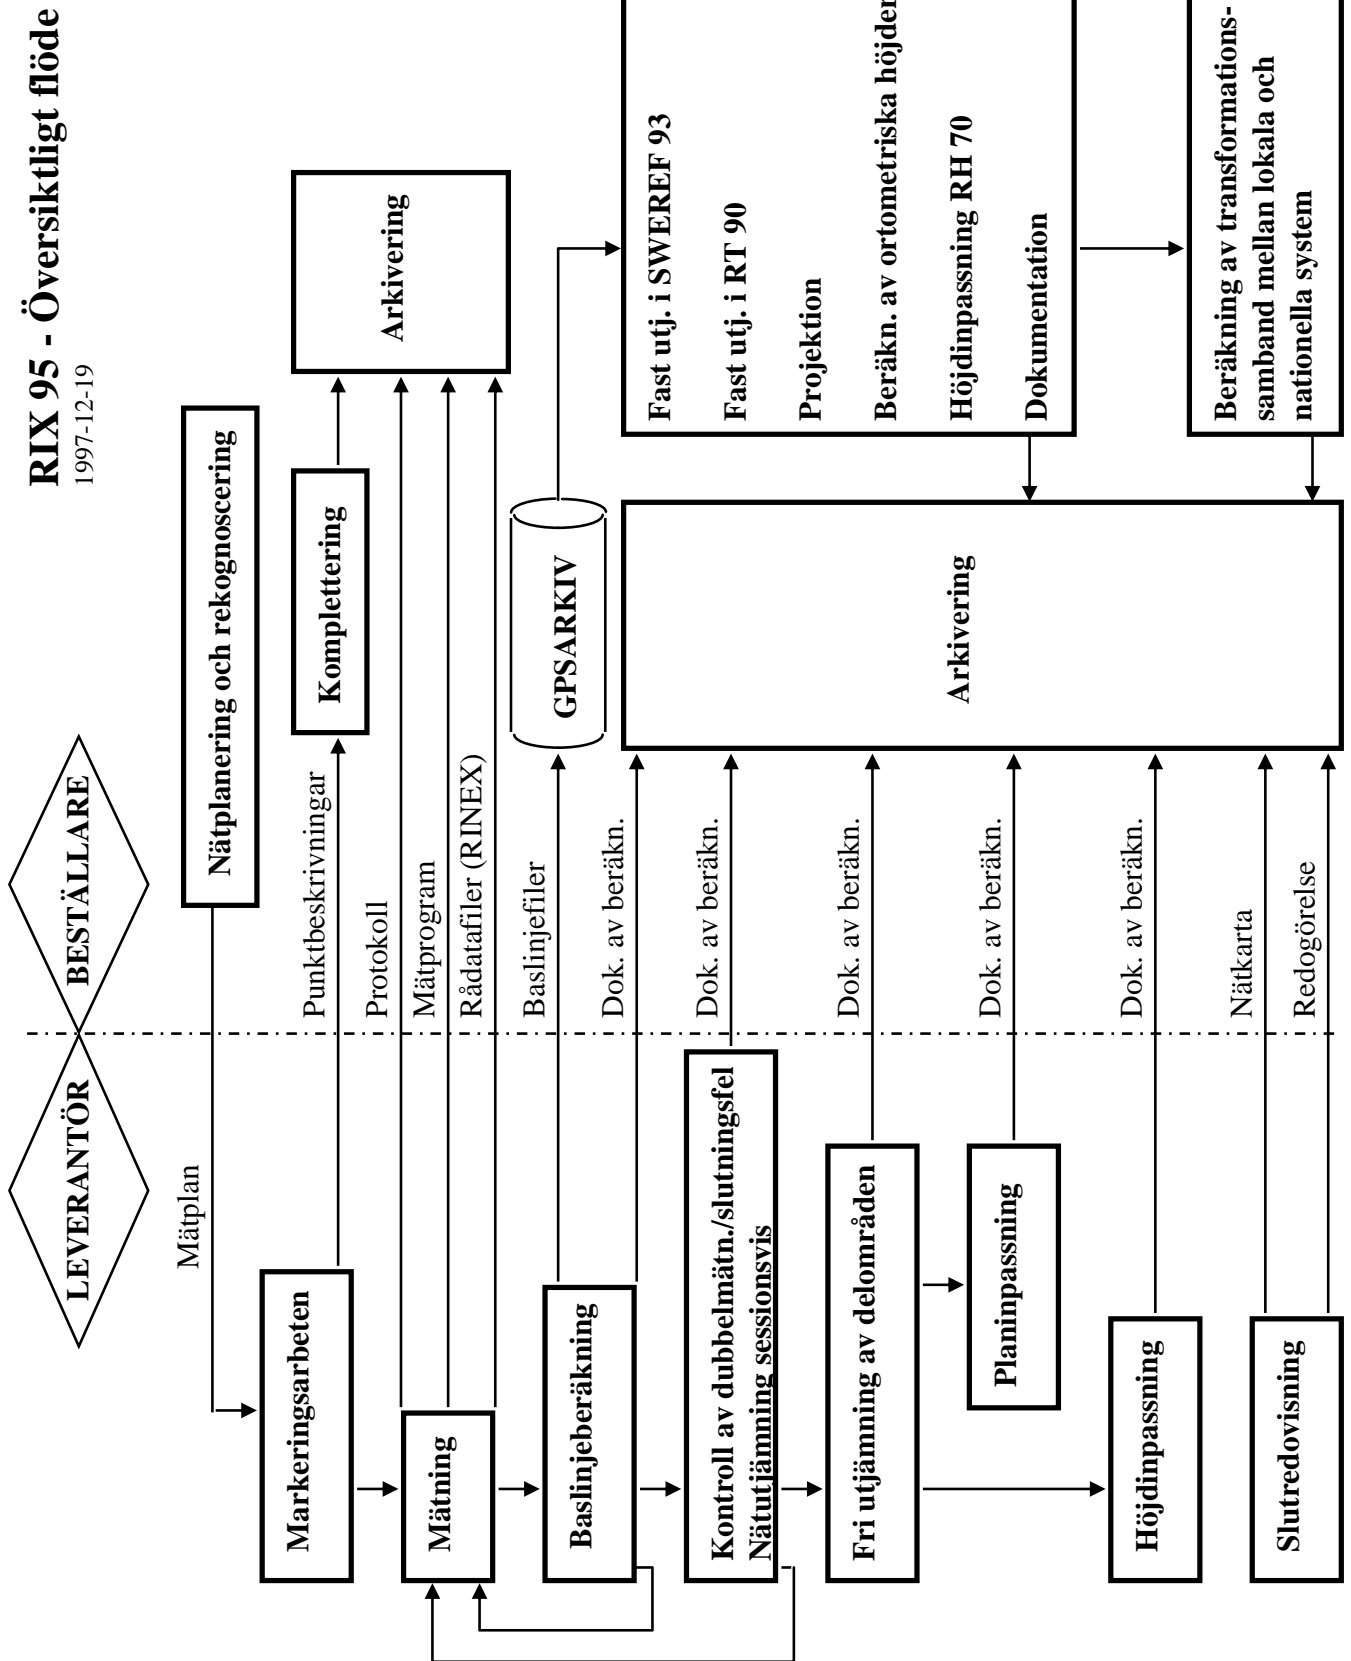 RIX 95 - Översiktligt flöde
1997-12-19
LEVERANTÖR
BESTÄLLARE
Mätplan
Nätplanering och rekognoscering
Markeringsarbeten
Punktbeskrivningar
Komplettering
Arkivering
Mätning
Protokoll
Mätprogram
Rådatafiler (RINEX)
Baslinjeberäkning
Baslinjefiler
GPSARKIV
Dok. av beräkn.
Kontroll av dubbelmätn./slutningsfel
Nätutjämning sessionsvis
Dok. av beräkn.
Fri utjämning av delområden
Dok. av beräkn.
Planinpassning
Dok. av beräkn.
Höjdinpassning
Dok. av beräkn.
Slutredovisning
Nätkarta
Redogörelse
Arkivering
Fast utj. i SWEREF 93
Fast utj. i RT 90
Projektion
Beräkn. av ortometriska höjder
Höjdinpassning RH 70
Dokumentation
Beräkning av transformations-
samband mellan lokala och
nationella system